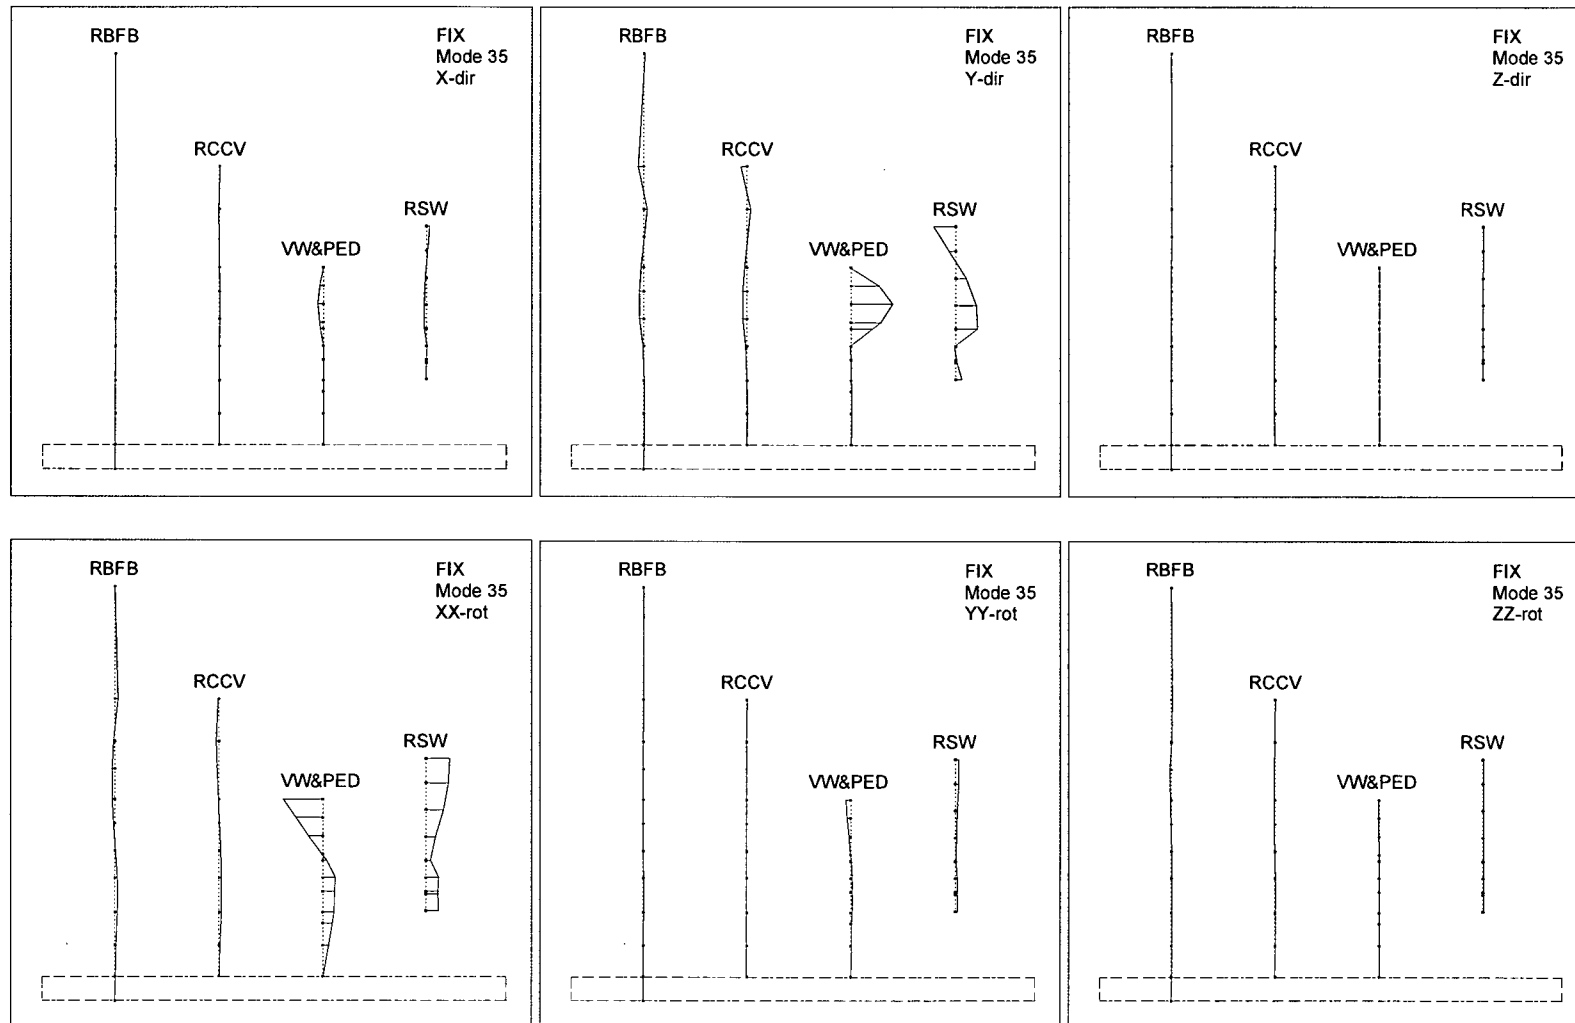 RBFB
FIX
Mode 35
X-dir
RCCV
RSW
VW&PED
RBFB
FIX
Mode 35
Y-dir
RCCV
RSW
VW&PED
RBFB
FIX
Mode 35
Z-dir
RCCV
RSW
VW&PED
RBFB
FIX
Mode 35
XX-rot
RCCV
RSW
VW&PED
RBFB
FIX
Mode 35
YY-rot
RCCV
RSW
VW&PED
RBFB
FIX
Mode 35
ZZ-rot
RCCV
RSW
VW&PED